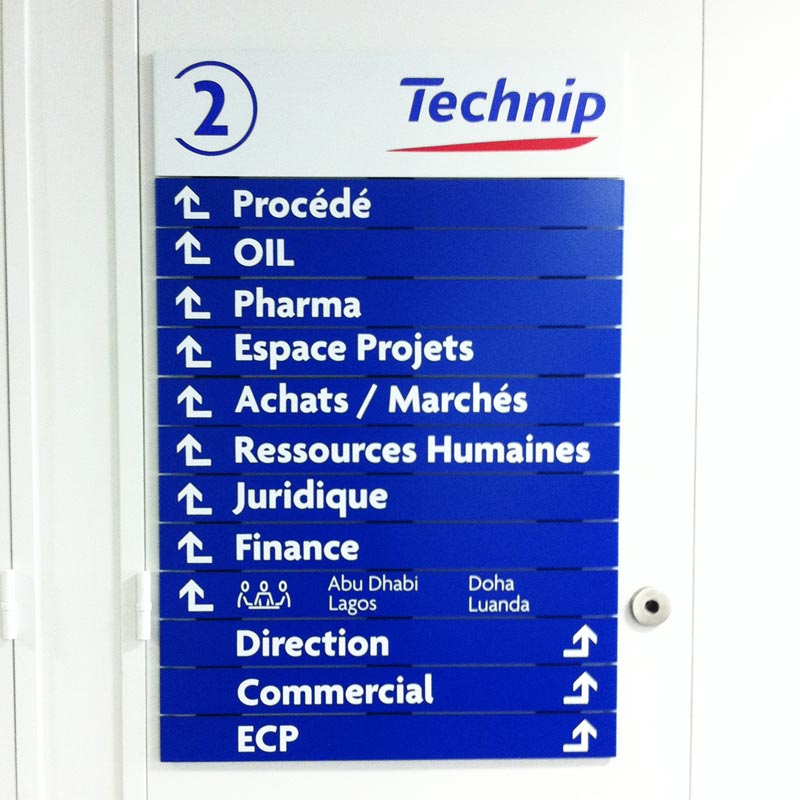 2
Technip
Procédé
OIL
Pharma
Espace Projets
Achats / Marchés
Ressources Humaines
Juridique
Finance
Abu Dhabi Doha
Lagos Luanda
Direction
Commercial
ECP